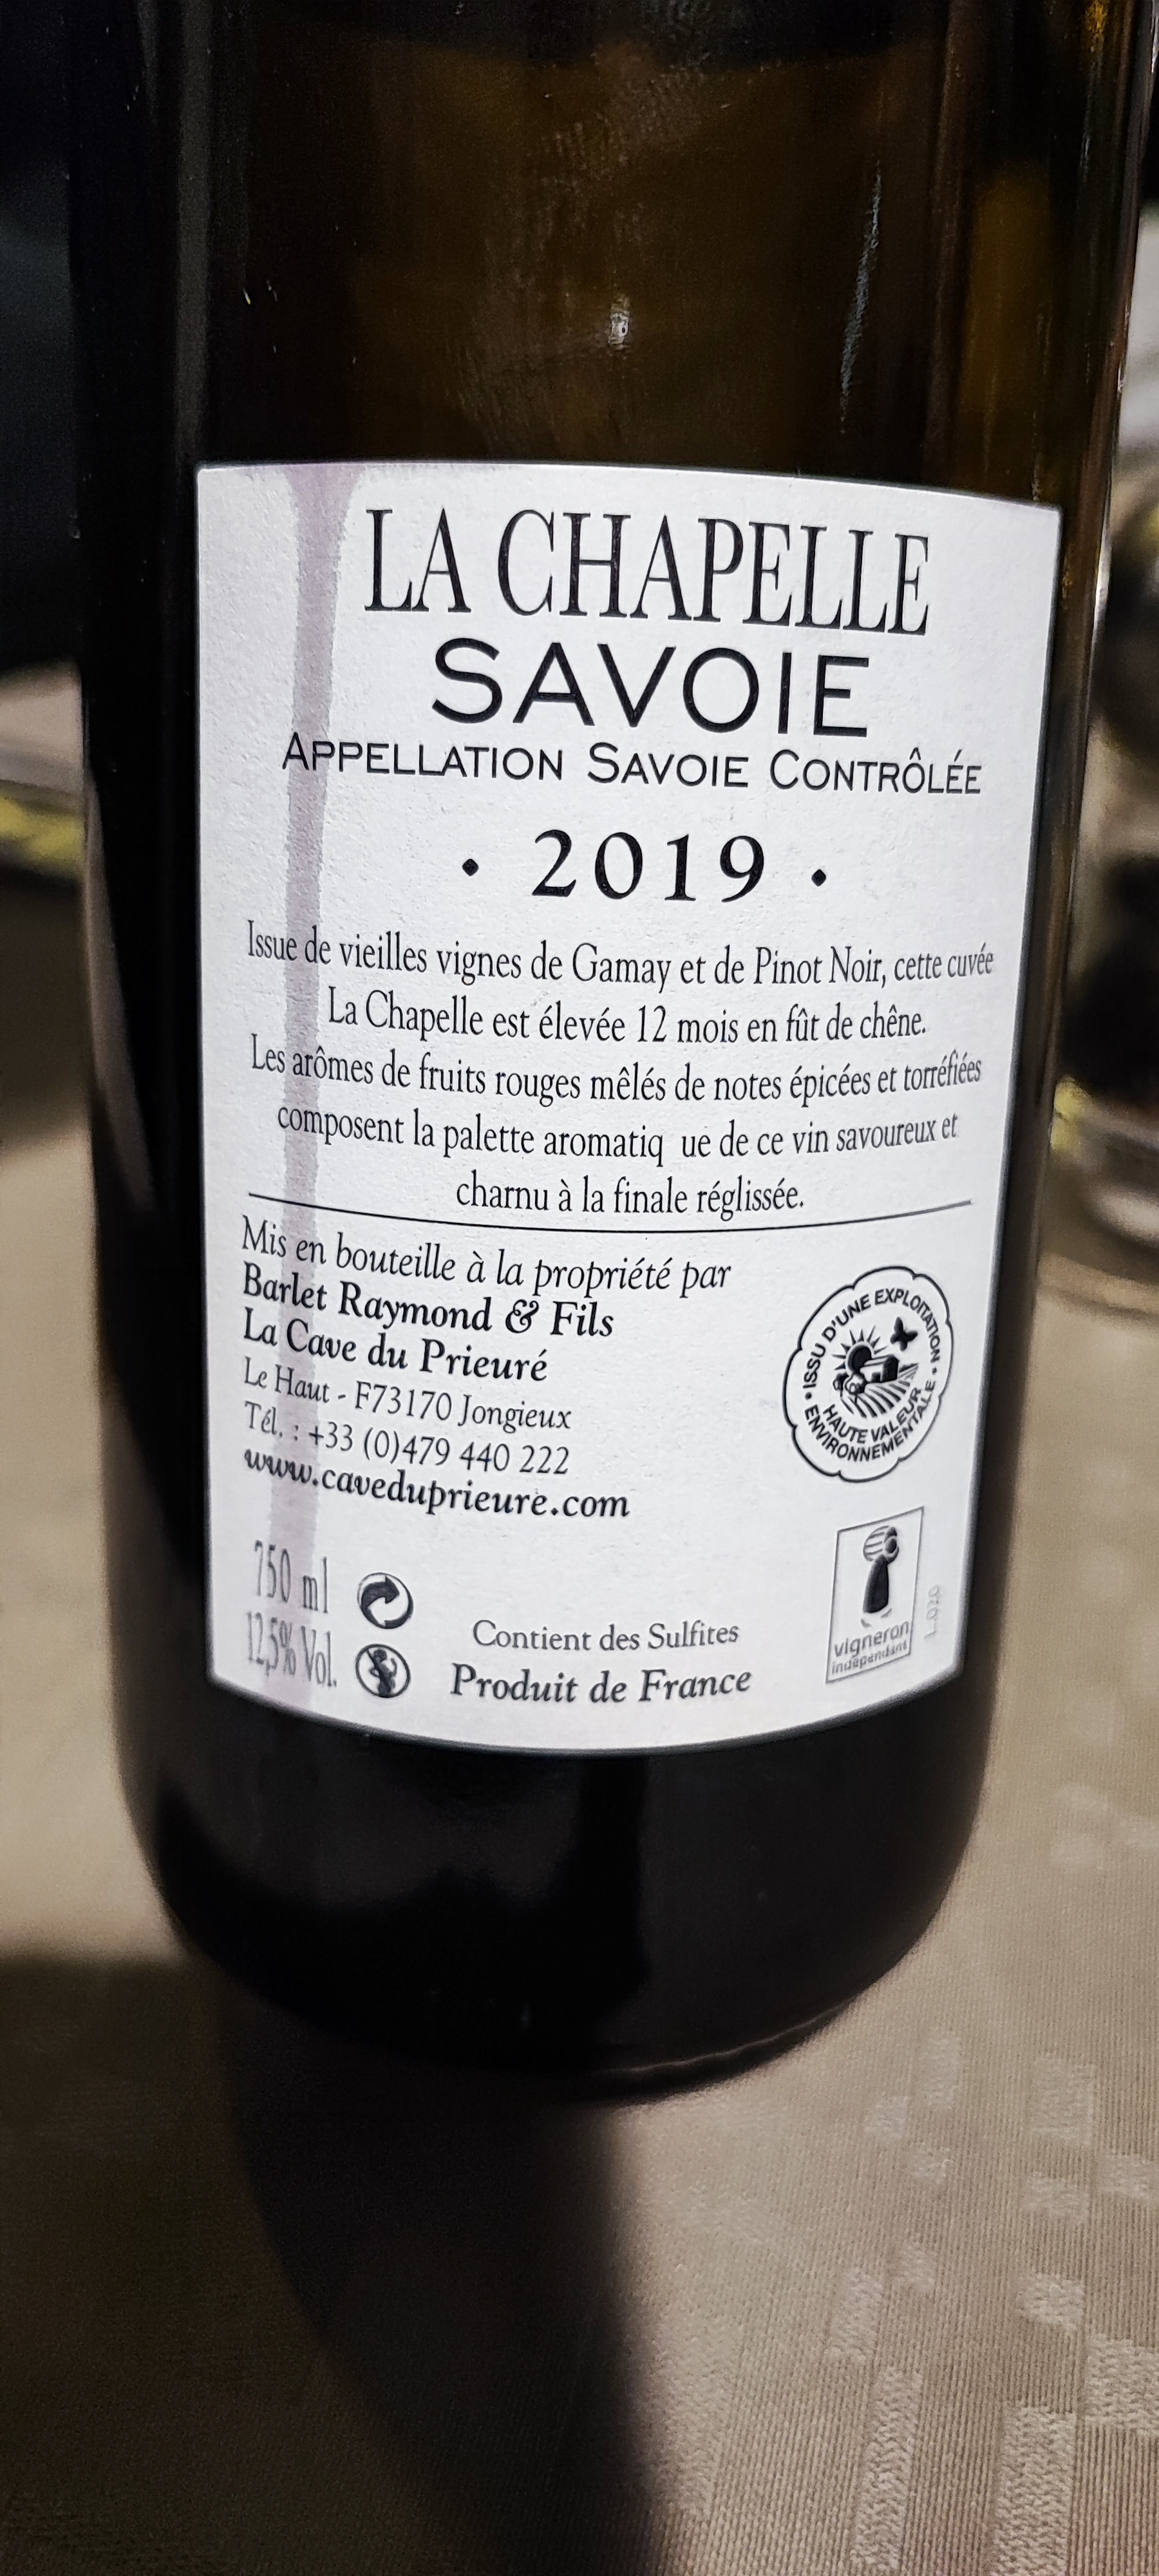 LA CHAPELLE
SAVOIE
APPELLATION SAVOIE CONTRÔLÉE
• 2019 •
Issue de vieilles vignes de Gamay et de Pinot Noir, cette cuvée
La Chapelle est élevée 12 mois en fût de chêne.
Les arômes de fruits rouges mêlés de notes épicées et torréfiées
composent la palette aromatiq ue de ce vin savoureux et
charnu à la finale réglissée.
Mis en bouteille à la propriété par
Barlet Raymond & Fils
La Cave du Prieuré
Le Haut - F73170 Jongieux
Tél. : +33 (0)479 440 222
www.caveduprieure.com
• ISSU D'UNE EXPLOITATION •
HAUTE VALEUR
ENVIRONNEMENTALE
750 ml
12,5% Vol.
Contient des Sulfites
Produit de France
vigneron
indépendant
L.020